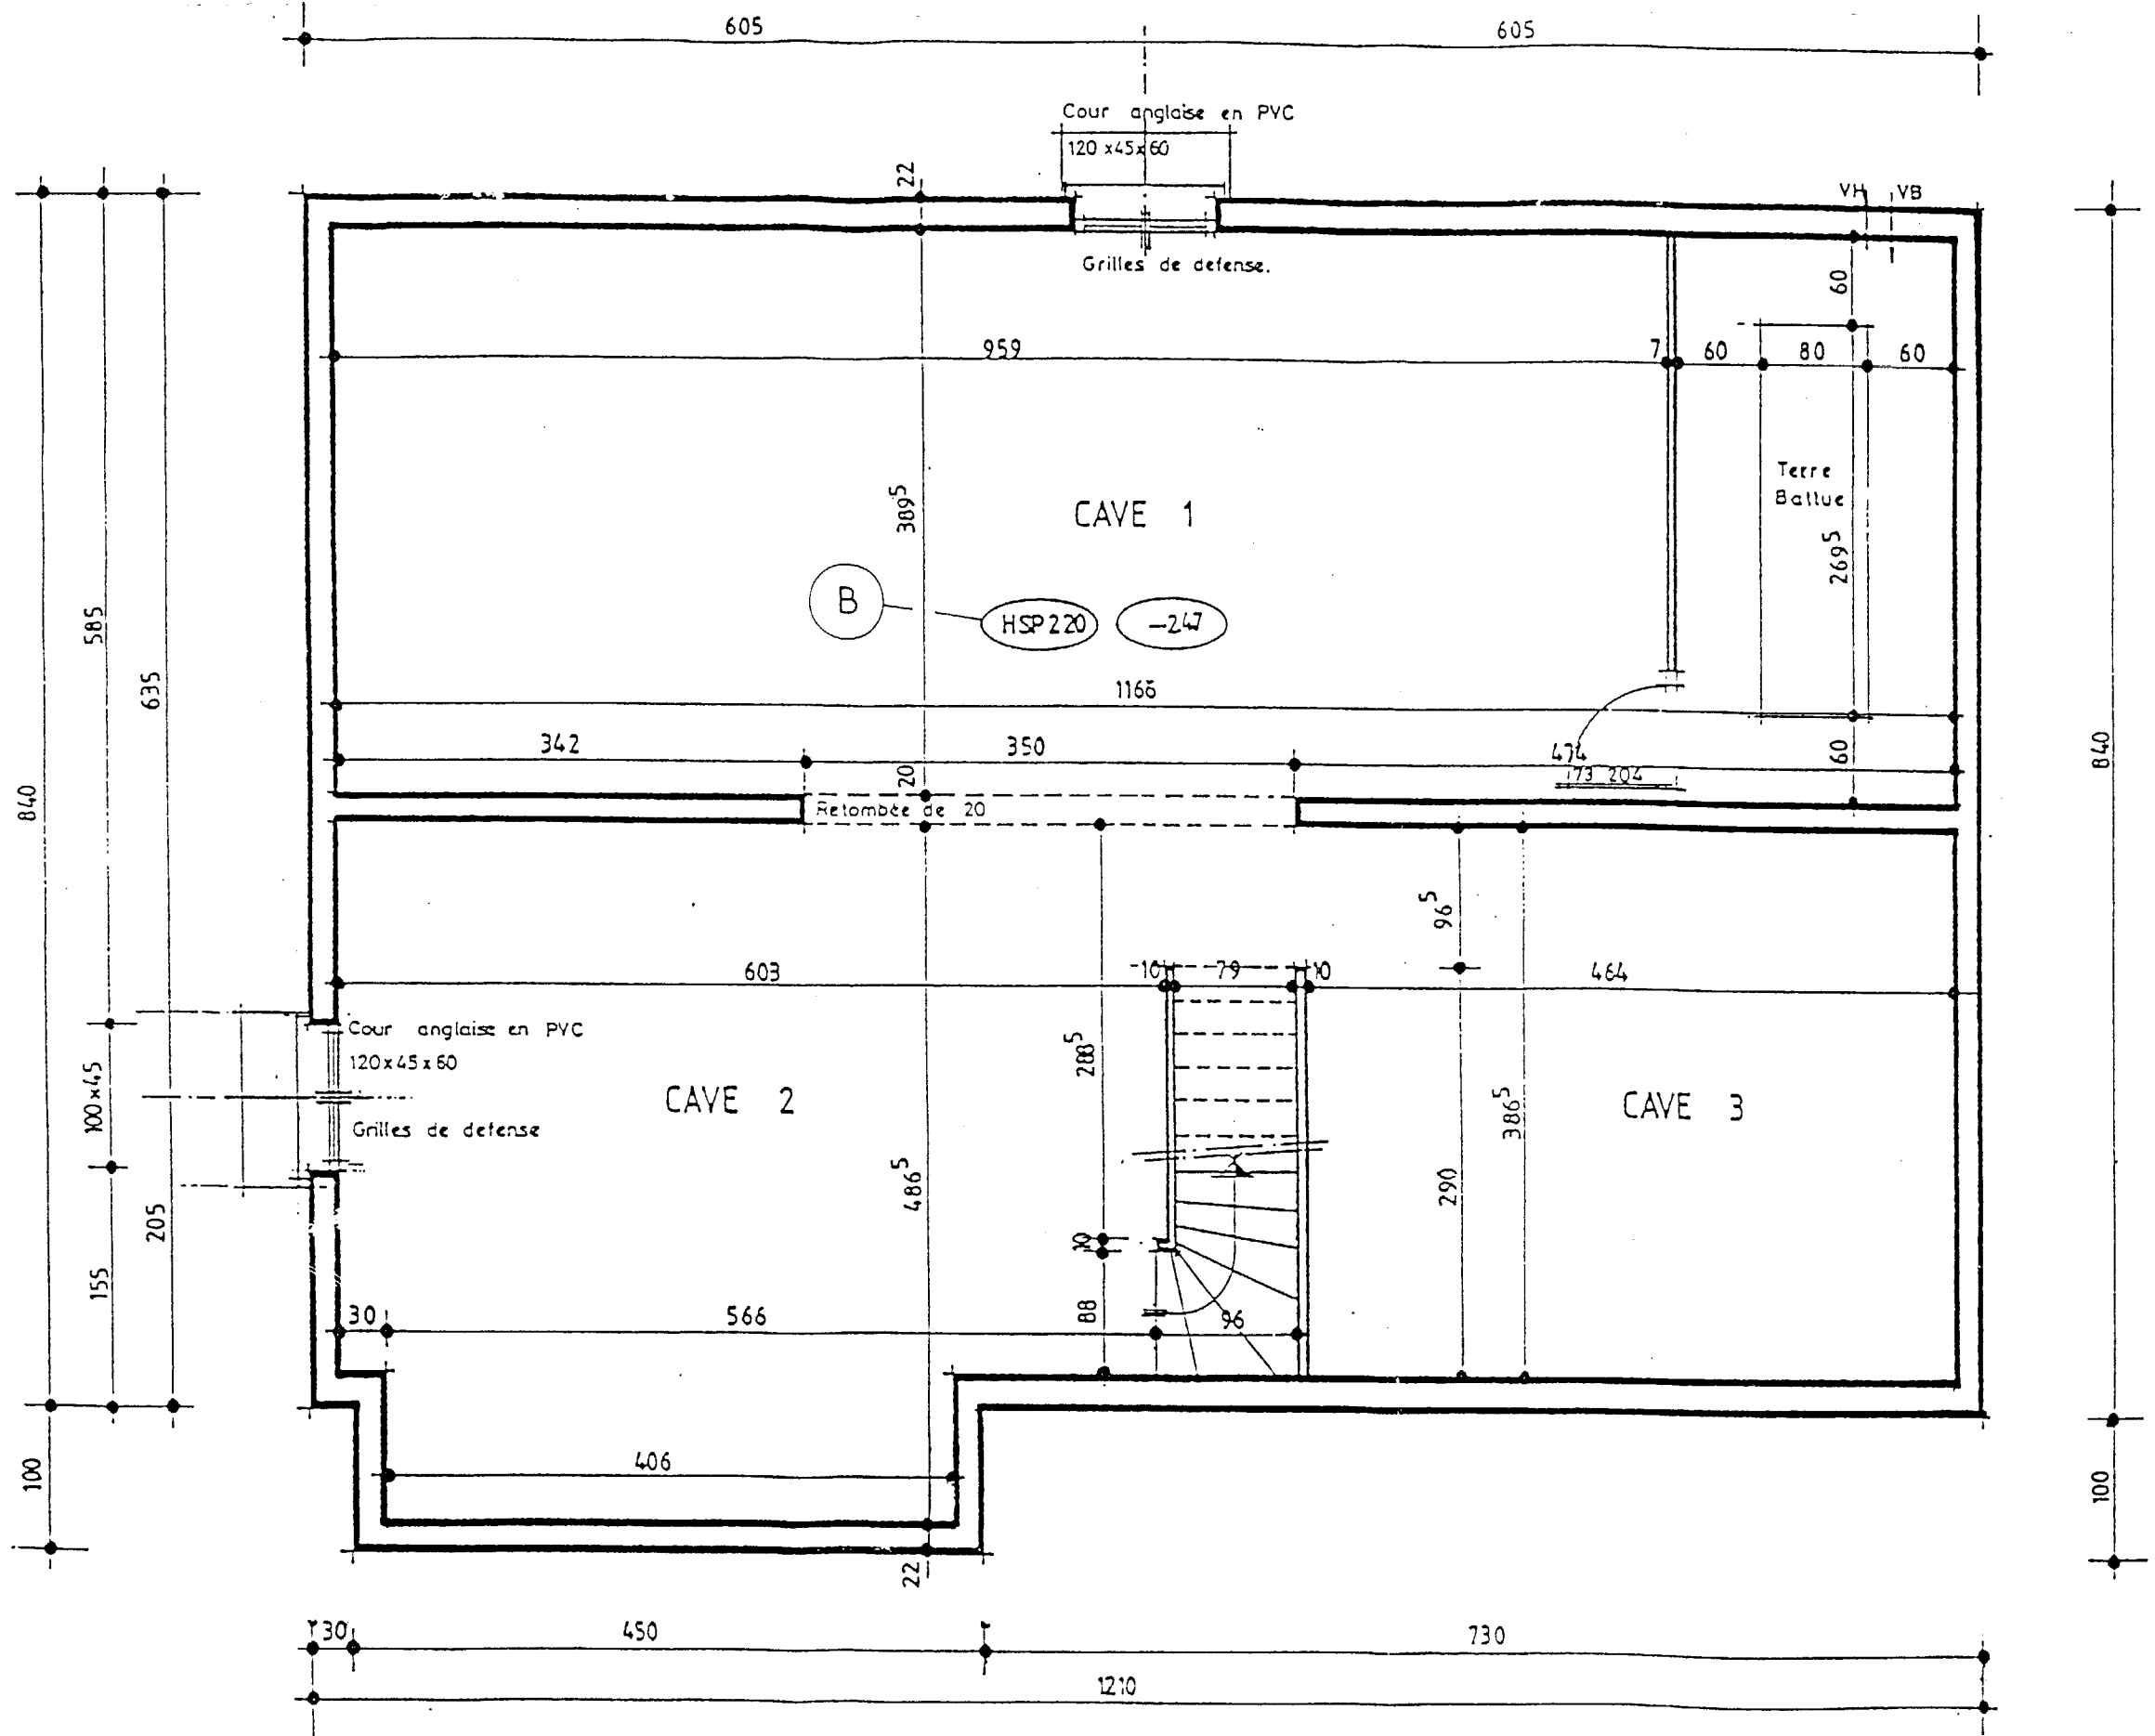 605
605
Cour anglaise en PVC
120 x45x60
22
VH VB
Grilles de defense.
60
959
7 60 80 60
Terre
Battue
389⁵
CAVE 1
269⁵
B
HSP 220
-247
585
635
1166
342
350
474
60
73 204
20
Retombée de 20
840
840
96⁵
603
10 79 10
464
Cour anglaise en PVC
120x45x60
100x45
288⁵
CAVE 2
CAVE 3
386⁵
Grilles de defense
486⁵
290
205
155
10
88
30
566
96
406
100
100
22
30
450
730
1210